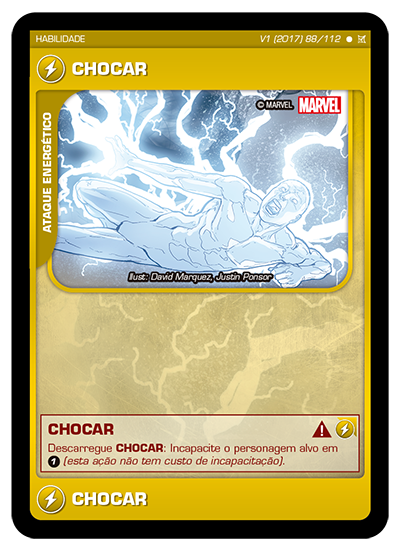 HABILIDADE
V1 (2017) 88/112
CHOCAR
ATAQUE ENERGÉTICO
© MARVEL MARVEL
Illust: David Marquez, Justin Ponsor
CHOCAR
Descarregue CHOCAR: Incapacite o personagem alvo em
1 (esta ação não tem custo de incapacitação).
CHOCAR